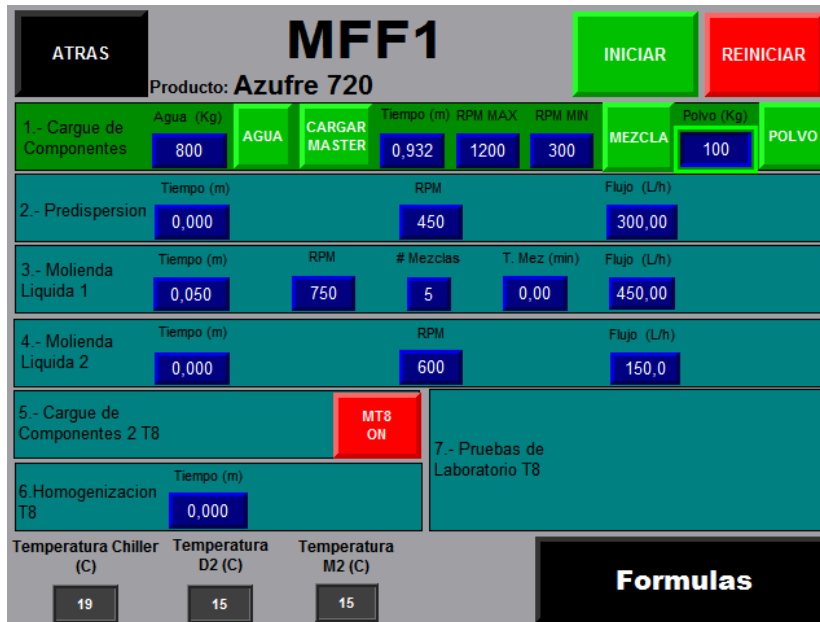 ATRAS
MFF1
INICIAR
REINICIAR
Producto: Azufre 720
1.- Cargue de
Componentes
Agua (Kg)
800
AGUA
CARGAR
MASTER
Tiempo (m)
0,932
RPM MAX
1200
RPM MIN
300
MEZCLA
Polvo (Kg)
100
POLVO
2.- Predispersion
Tiempo (m)
0,000
RPM
450
Flujo (L/h)
300,00
3.- Molienda
Liquida 1
Tiempo (m)
0,050
RPM
750
# Mezclas
5
T. Mez (min)
0,00
Flujo (L/h)
450,00
4.- Molienda
Liquida 2
Tiempo (m)
0,000
RPM
600
Flujo (L/h)
150,0
5.- Cargue de
Componentes 2 T8
MT8
ON
6.Homogenizacion
T8
Tiempo (m)
0,000
7.- Pruebas de
Laboratorio T8
Temperatura Chiller
(C)
19
Temperatura
D2 (C)
15
Temperatura
M2 (C)
15
Formulas